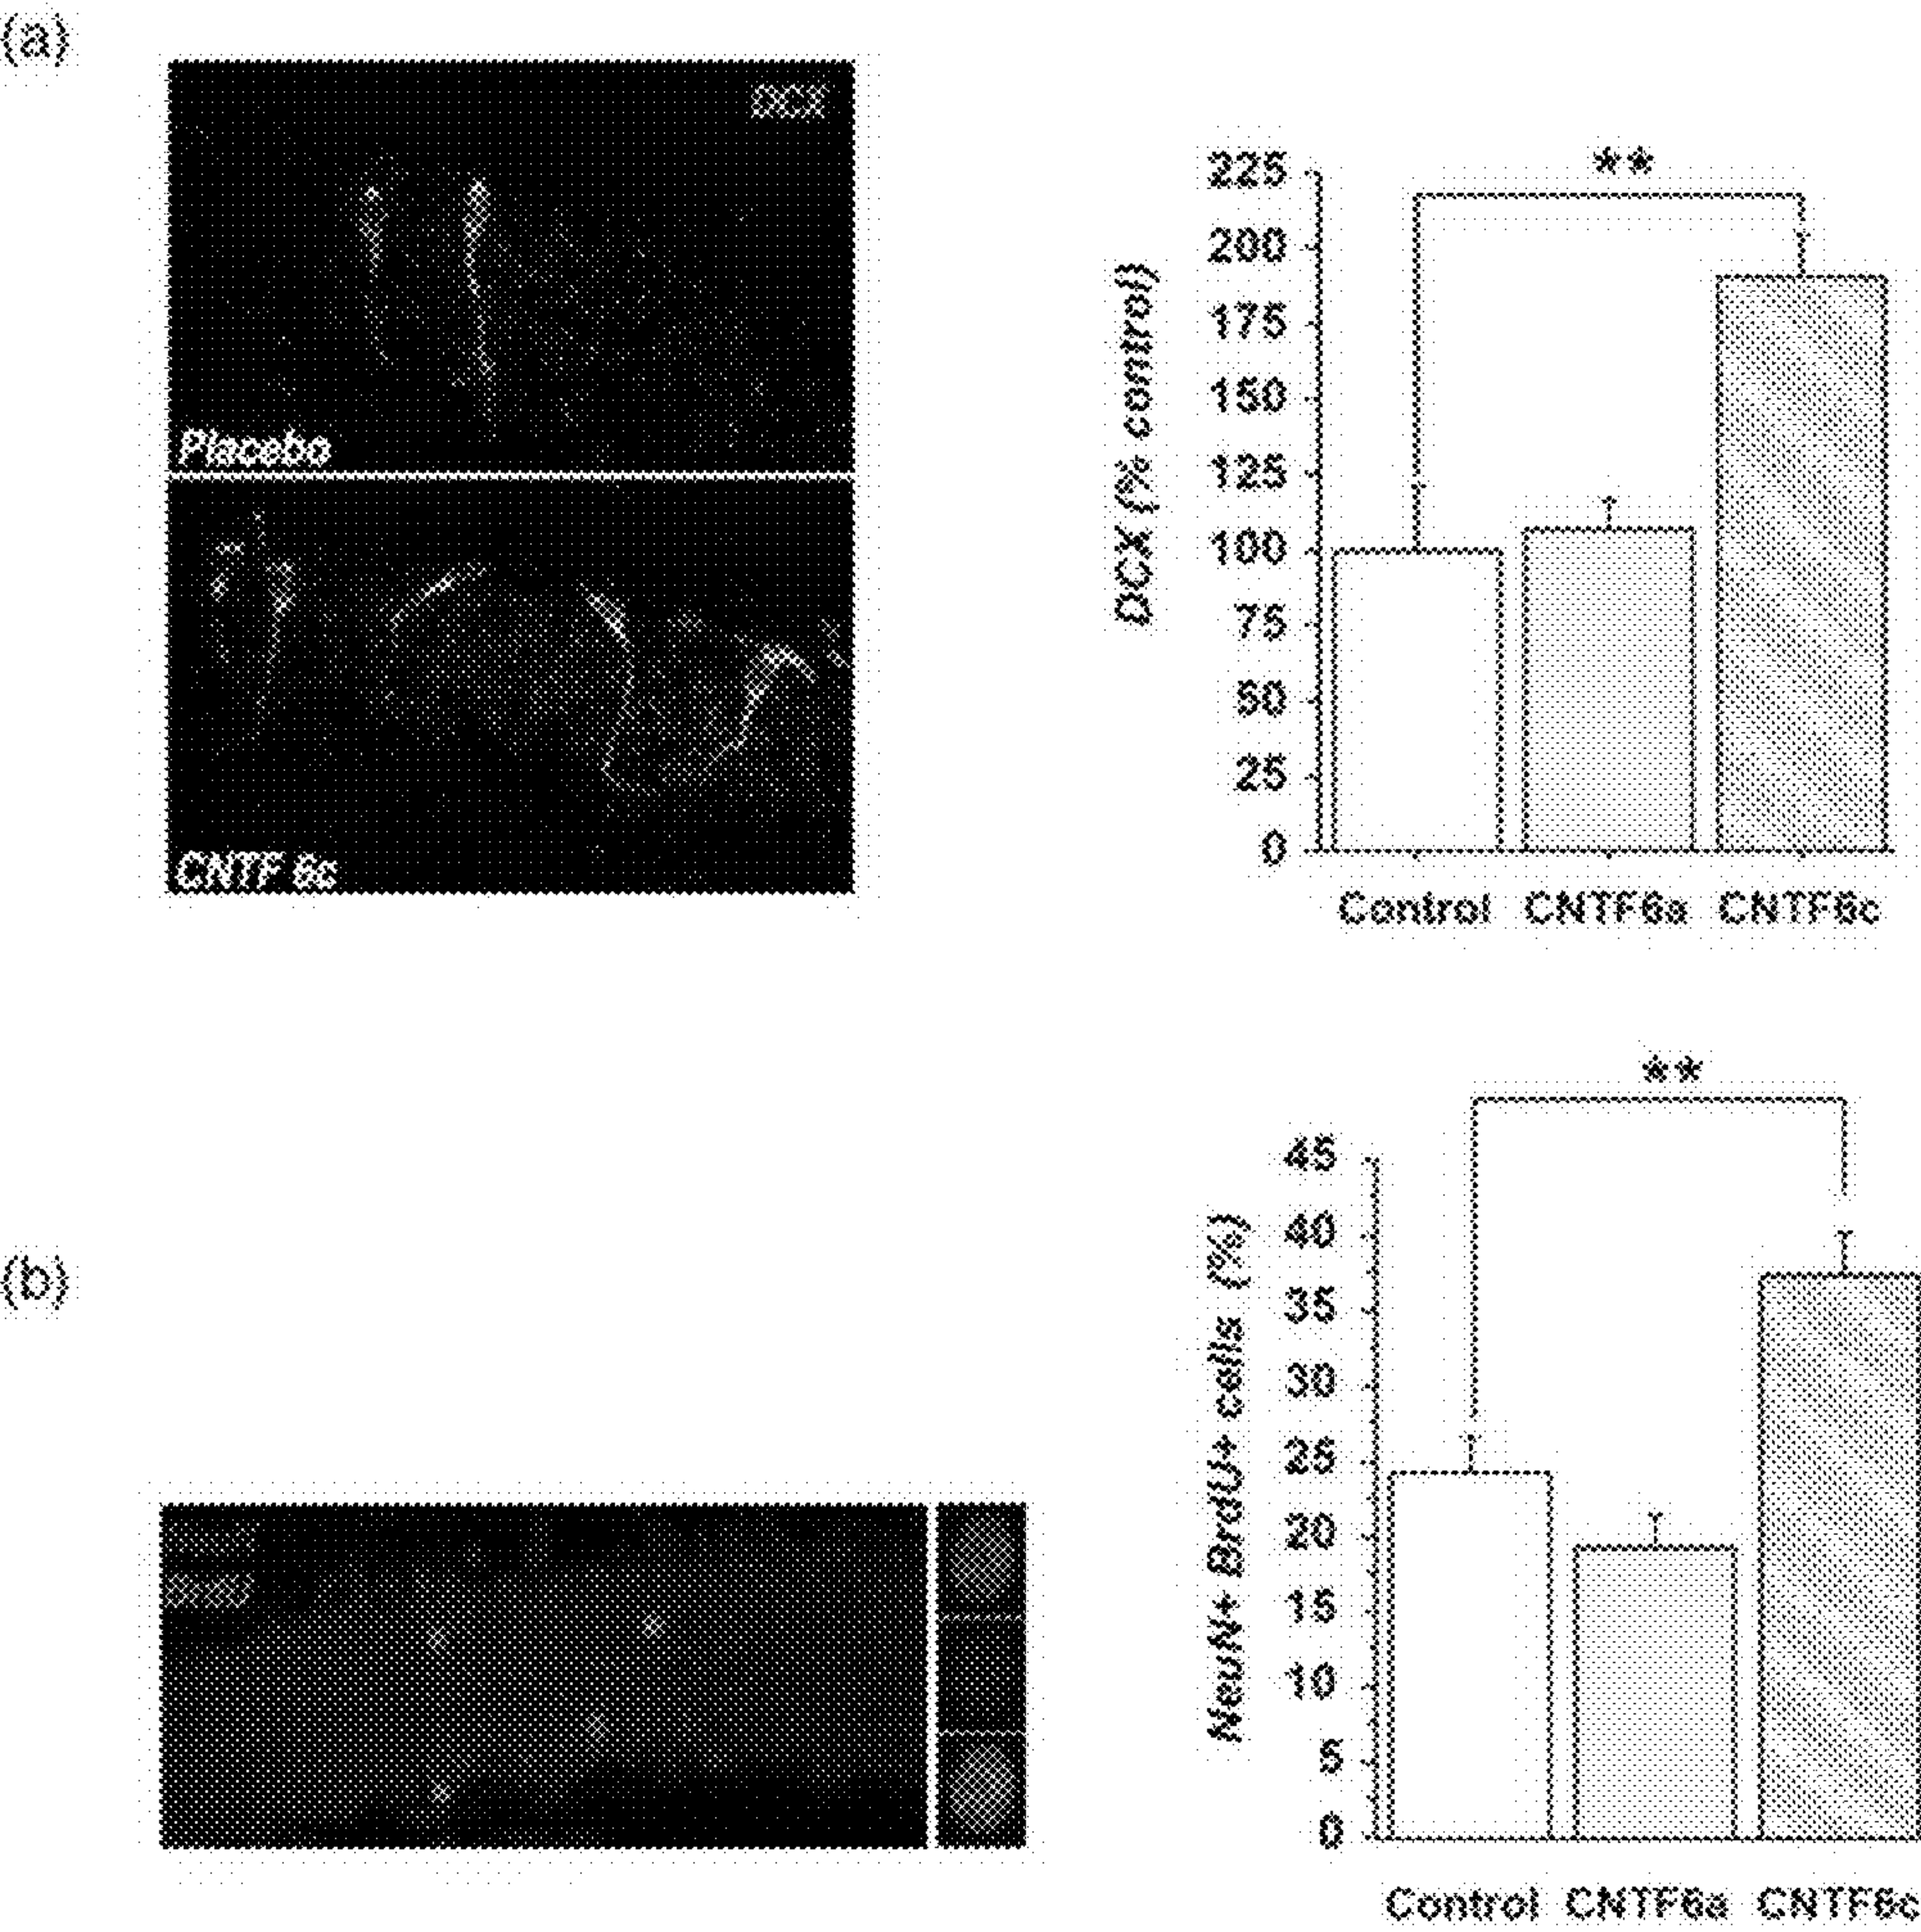 (a)
DCX
Placebo
CNTF 6c
DCX (% control)
225
200
175
150
125
100
75
50
25
0
**
Control CNTF6a CNTF6c
(b)
BrdU
NeuN+ BrdU+ cells (%)
45
40
35
30
25
20
15
10
5
0
**
Control CNTF6a CNTF6c